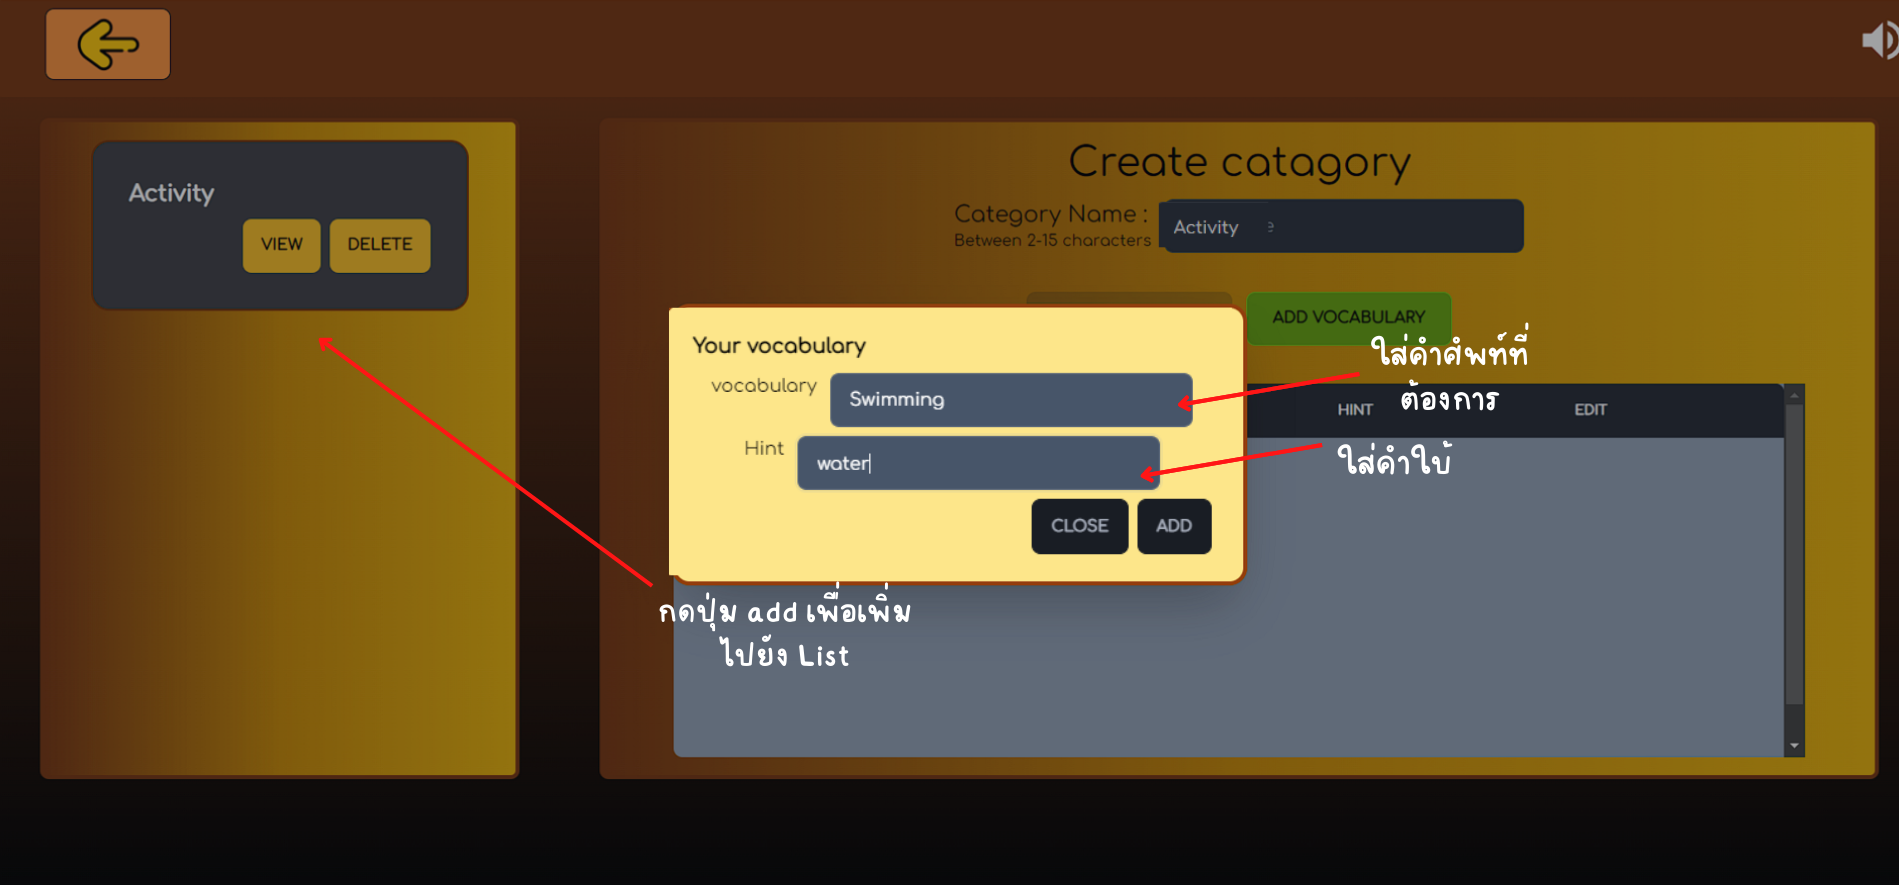 Activity
VIEW
DELETE
Create catagory
Category Name :
Between 2-15 characters
Activity
e
ADD VOCABULARY
Your vocabulary
vocabulary
Swimming
Hint
water
CLOSE
ADD
HINT
EDIT
ใส่คำศัพท์ที่
ต้องการ
ใส่คำใบ้
กดปุ่ม add เพื่อเพิ่ม
ไปยัง List